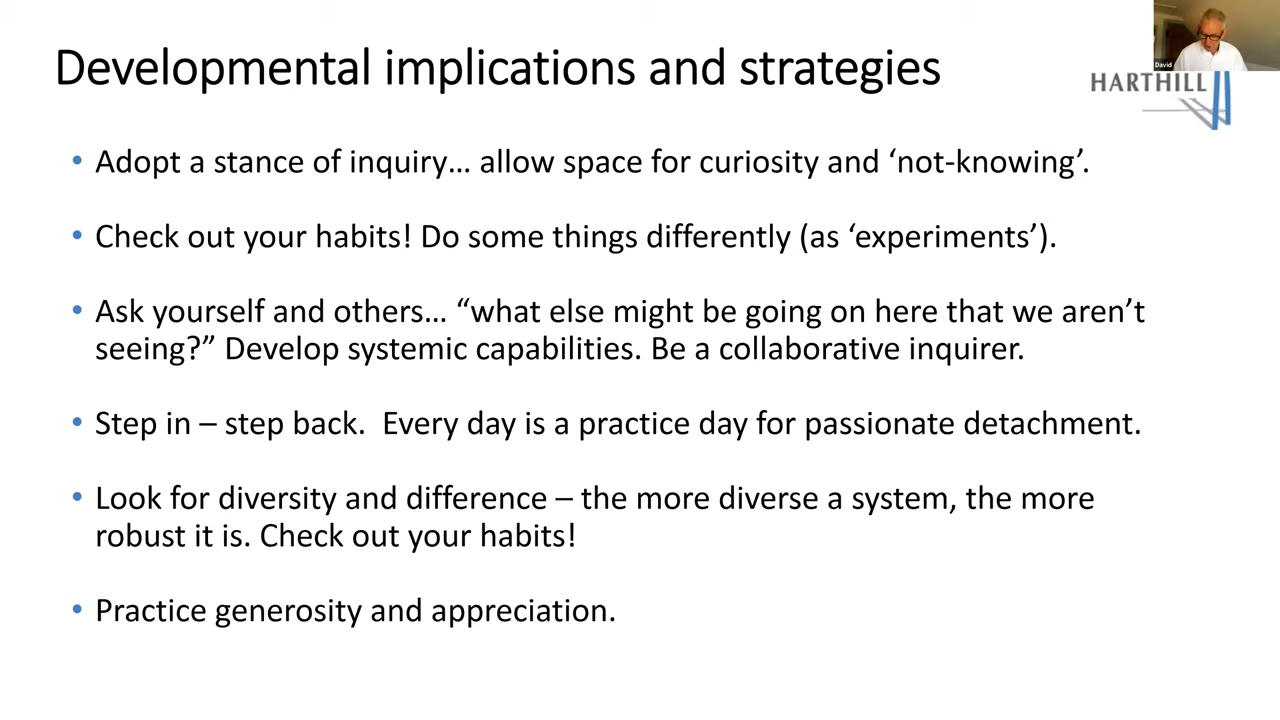 Developmental implications and strategies
David
HARTHILL
• Adopt a stance of inquiry… allow space for curiosity and ‘not-knowing’.
• Check out your habits! Do some things differently (as ‘experiments’).
• Ask yourself and others… “what else might be going on here that we aren’t
seeing?” Develop systemic capabilities. Be a collaborative inquirer.
• Step in – step back.  Every day is a practice day for passionate detachment.
• Look for diversity and difference – the more diverse a system, the more
robust it is. Check out your habits!
• Practice generosity and appreciation.